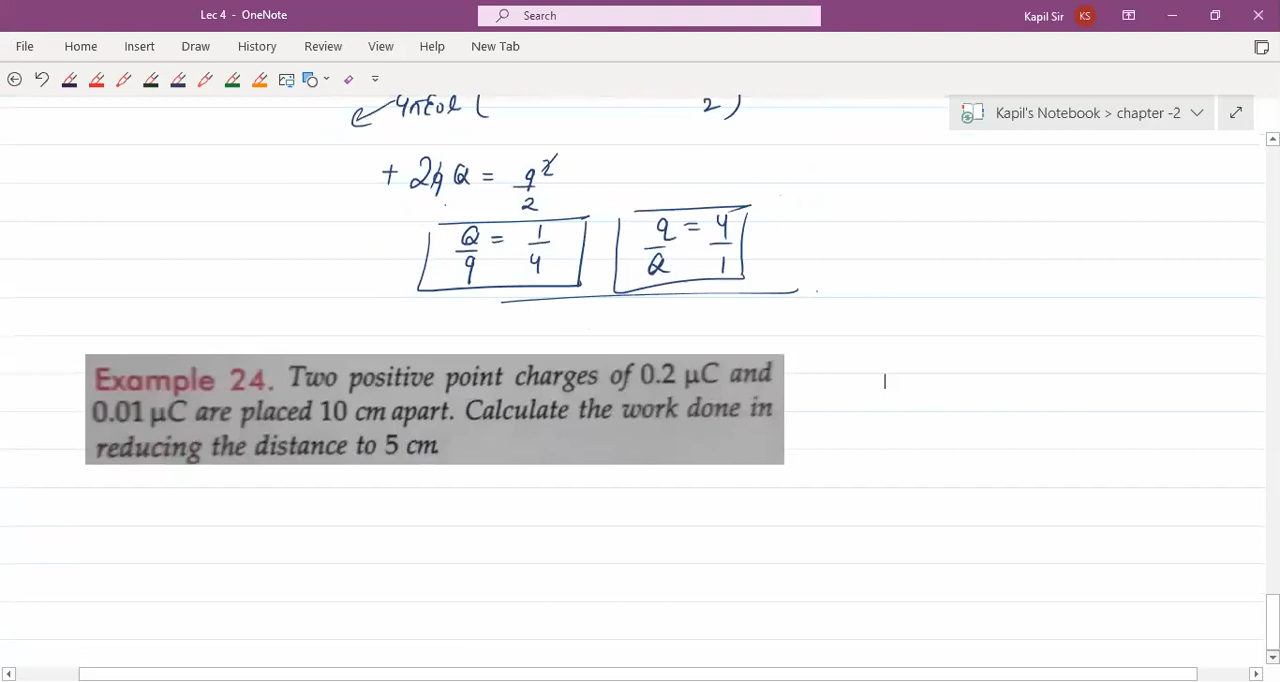 Lec 4 - OneNote
Search
Kapil Sir KS
File Home Insert Draw History Review View Help New Tab
Kapil's Notebook > chapter -2
4πε0l ( 2 )
+ 2qQ = q²/2
Q/q = 1/4 q/Q = 4/1
Example 24. Two positive point charges of 0.2 μC and
0.01 μC are placed 10 cm apart. Calculate the work done in
reducing the distance to 5 cm